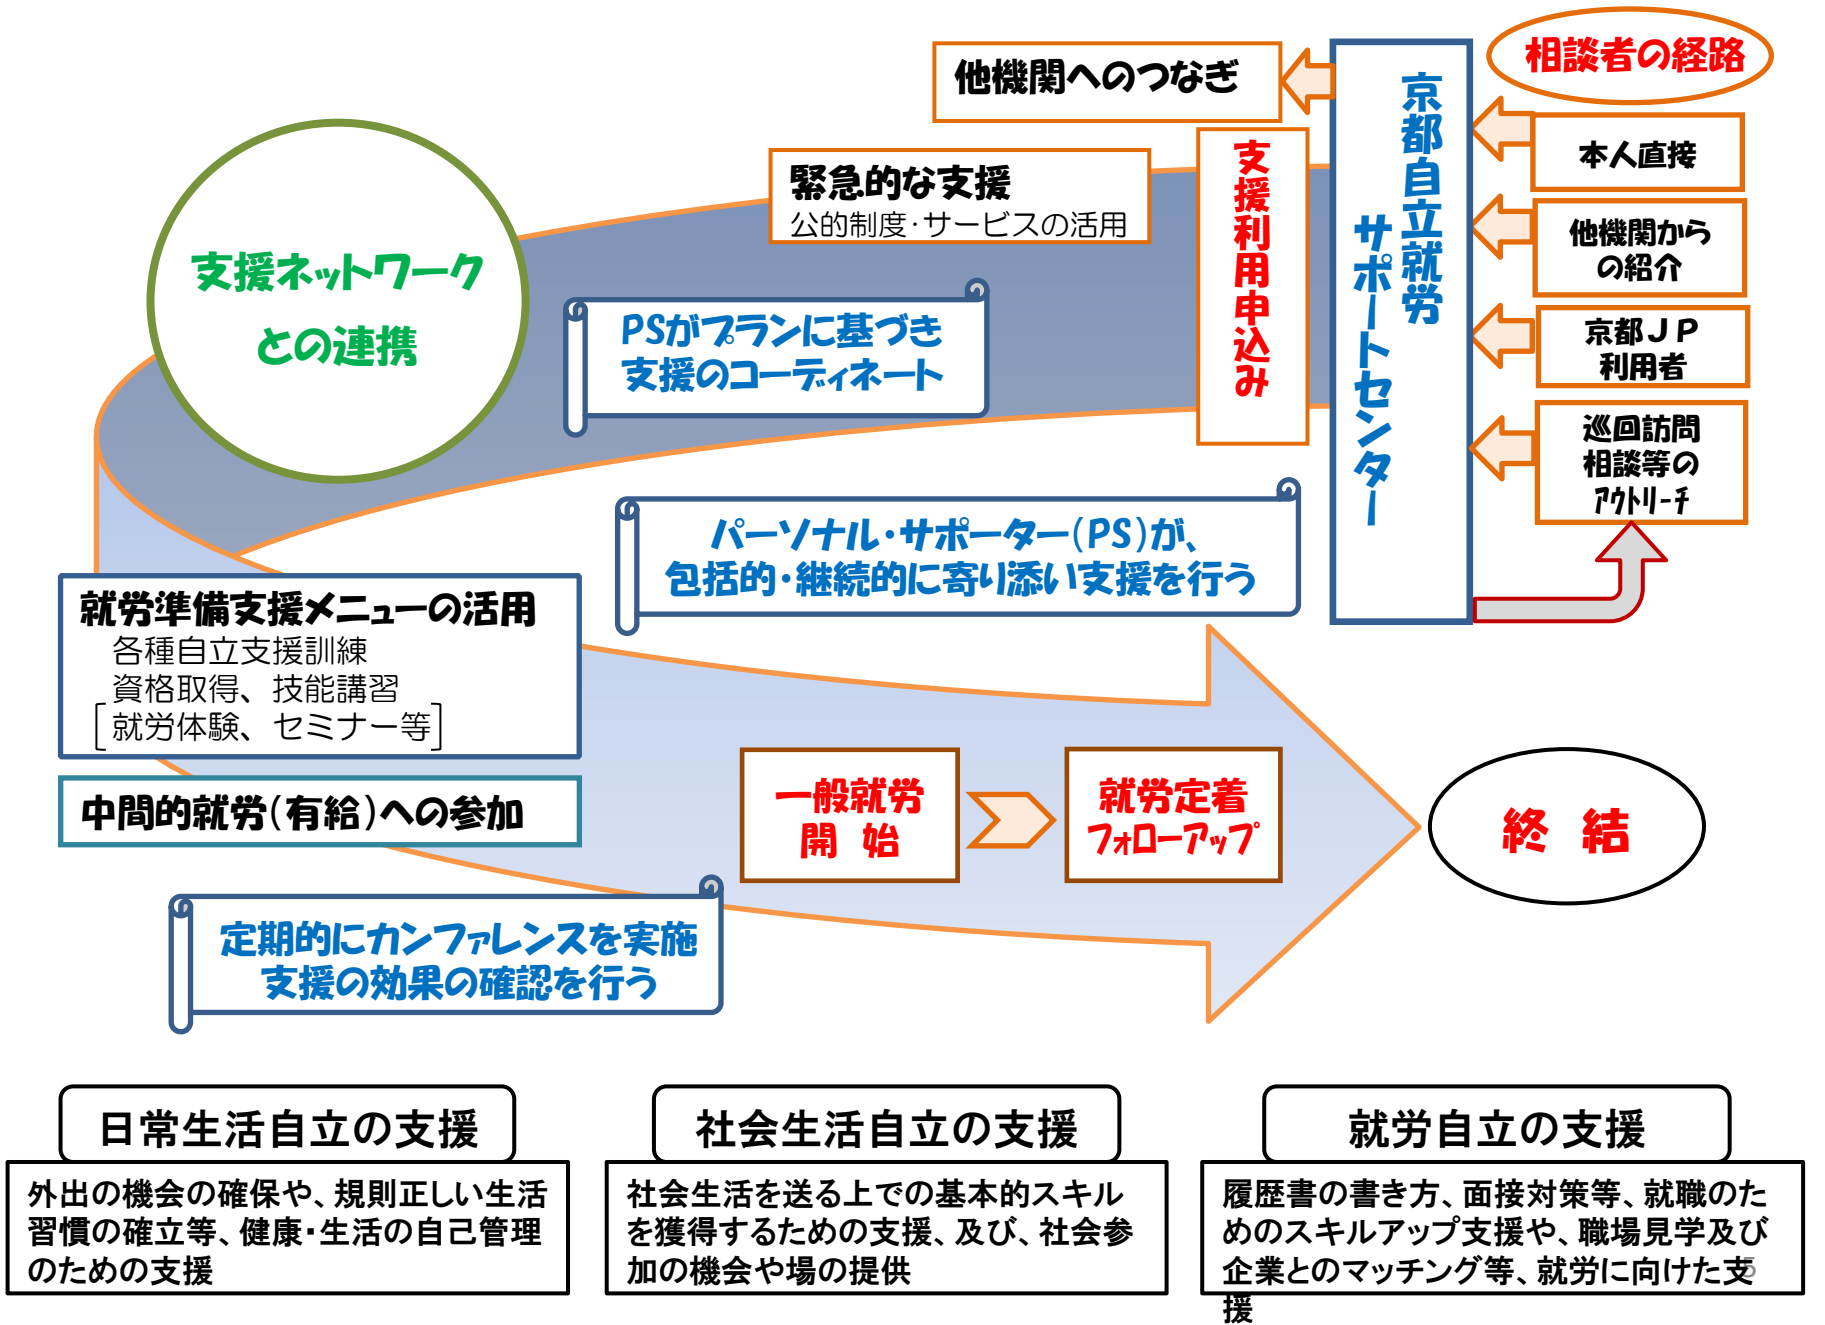 相談者の経路
本人直接
他機関から
の紹介
京都ＪＰ
利用者
巡回訪問
相談等の
ｱｳﾄﾘｰﾁ
京都自立就労
サポートセンター
他機関へのつなぎ
支援利用申込み
緊急的な支援
公的制度・サービスの活用
支援ネットワーク
との連携
PSがプランに基づき
支援のコーディネート
パーソナル・サポーター(PS)が、
包括的・継続的に寄り添い支援を行う
就労準備支援メニューの活用
各種自立支援訓練
資格取得、技能講習
就労体験、セミナー等
中間的就労(有給)への参加
一般就労
開　始
就労定着
フォローアップ
終　結
定期的にカンファレンスを実施
支援の効果の確認を行う
日常生活自立の支援
外出の機会の確保や、規則正しい生活
習慣の確立等、健康・生活の自己管理
のための支援
社会生活自立の支援
社会生活を送る上での基本的スキル
を獲得するための支援、及び、社会参
加の機会や場の提供
就労自立の支援
履歴書の書き方、面接対策等、就職のた
めのスキルアップ支援や、職場見学及び
企業とのマッチング等、就労に向けた支
援
5